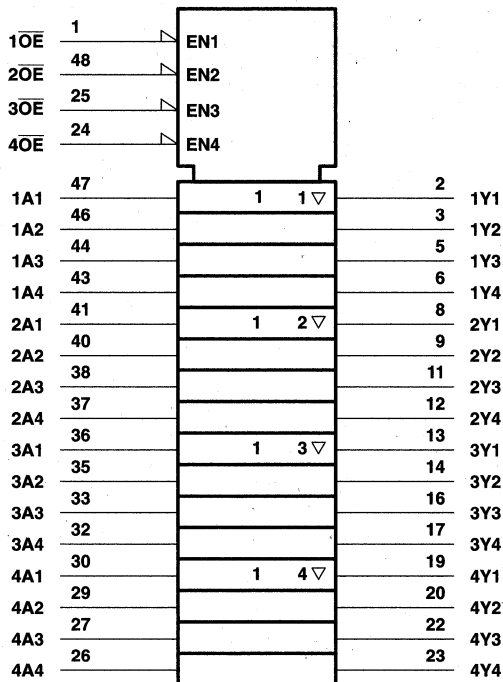 1O̅E̅ 1 EN1
2O̅E̅ 48 EN2
3O̅E̅ 25 EN3
4O̅E̅ 24 EN4
1A1 47 1 1 ▽ 2 1Y1
1A2 46 3 1Y2
1A3 44 5 1Y3
1A4 43 6 1Y4
2A1 41 1 2 ▽ 8 2Y1
2A2 40 9 2Y2
2A3 38 11 2Y3
2A4 37 12 2Y4
3A1 36 1 3 ▽ 13 3Y1
3A2 35 14 3Y2
3A3 33 16 3Y3
3A4 32 17 3Y4
4A1 30 1 4 ▽ 19 4Y1
4A2 29 20 4Y2
4A3 27 22 4Y3
4A4 26 23 4Y4